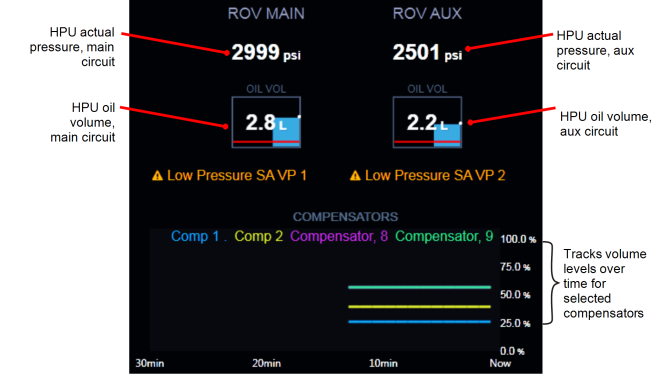 ROV MAIN
ROV AUX
HPU actual
pressure, main
circuit
2999 psi
2501 psi
HPU actual
pressure, aux
circuit
OIL VOL
OIL VOL
HPU oil
volume,
main circuit
2.8 L
2.2 L
HPU oil volume,
aux circuit
Low Pressure SA VP 1
Low Pressure SA VP 2
COMPENSATORS
Comp 1 . Comp 2 Compensator, 8 Compensator, 9
100.0 %
75.0 %
50.0 %
25.0 %
0.0 %
30min 20min 10min Now
Tracks volume
levels over
time for
selected
compensators